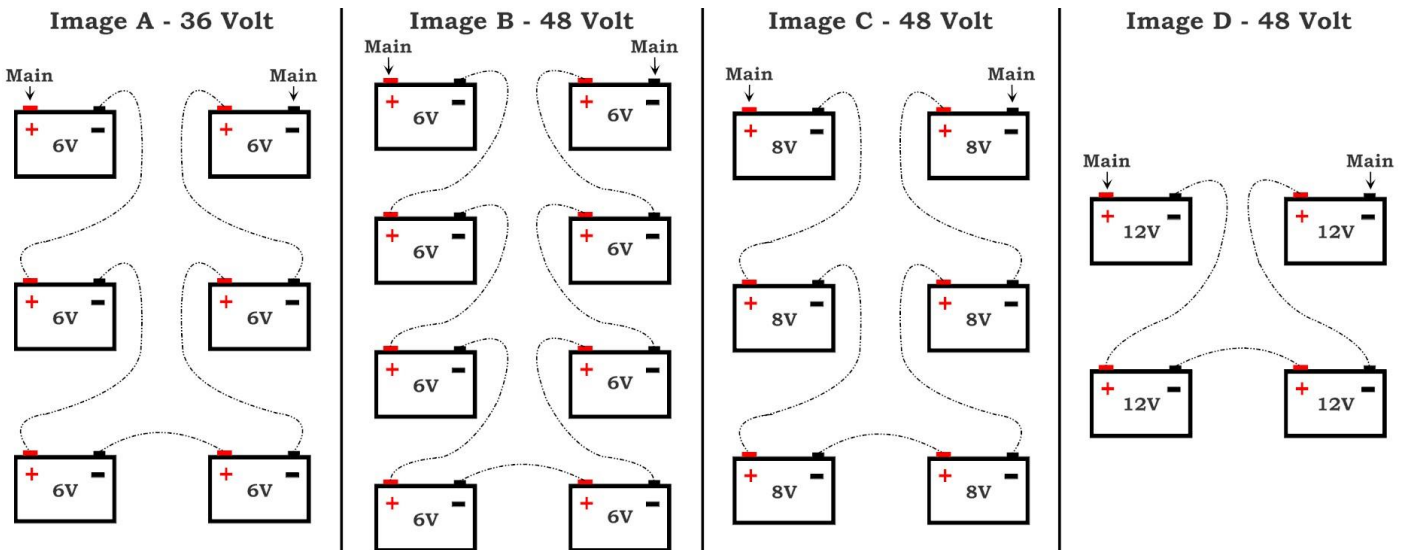 Image A - 36 Volt
Main
Main
+ -
6V
+ -
6V
+ -
6V
+ -
6V
+ -
6V
+ -
6V
Image B - 48 Volt
Main
Main
+ -
6V
+ -
6V
+ -
6V
+ -
6V
+ -
6V
+ -
6V
+ -
6V
+ -
6V
Image C - 48 Volt
Main
Main
+ -
8V
+ -
8V
+ -
8V
+ -
8V
+ -
8V
+ -
8V
Image D - 48 Volt
Main
Main
+ -
12V
+ -
12V
+ -
12V
+ -
12V